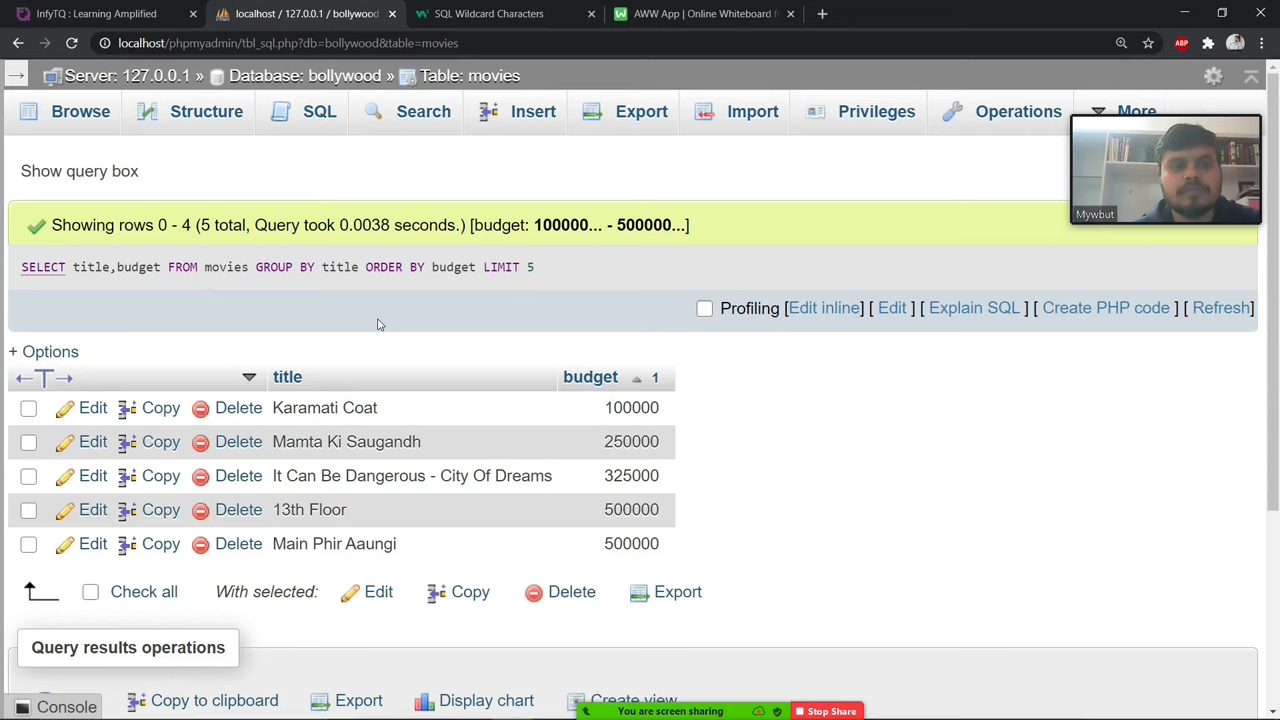 InfyTQ : Learning Amplified
localhost / 127.0.0.1 / bollywood
SQL Wildcard Characters
AWW App | Online Whiteboard for
localhost/phpmyadmin/tbl_sql.php?db=bollywood&table=movies
ABP
Server: 127.0.0.1 » Database: bollywood » Table: movies
Browse Structure SQL Search Insert Export Import Privileges Operations More
Mywbut
Show query box
Showing rows 0 - 4 (5 total, Query took 0.0038 seconds.) [budget: 100000... - 500000...]
SELECT title,budget FROM movies GROUP BY title ORDER BY budget LIMIT 5
Profiling [Edit inline] [ Edit ] [ Explain SQL ] [ Create PHP code ] [ Refresh]
+ Options
←T→ title budget 1
Edit Copy Delete Karamati Coat 100000
Edit Copy Delete Mamta Ki Saugandh 250000
Edit Copy Delete It Can Be Dangerous - City Of Dreams 325000
Edit Copy Delete 13th Floor 500000
Edit Copy Delete Main Phir Aaungi 500000
Check all With selected: Edit Copy Delete Export
Query results operations
Copy to clipboard Export Display chart Create view
Console
You are screen sharing Stop Share